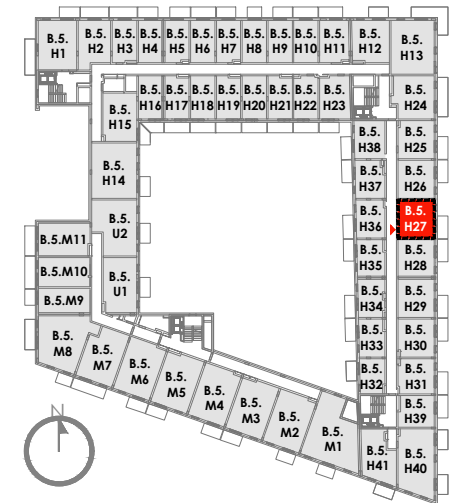 B.5.
H1
B.5.
H2
B.5.
H3
B.5.
H4
B.5.
H5
B.5.
H6
B.5.
H7
B.5.
H8
B.5.
H9
B.5.
H10
B.5.
H11
B.5.
H12
B.5.
H13
B.5.
H16
B.5.
H17
B.5.
H18
B.5.
H19
B.5.
H20
B.5.
H21
B.5.
H22
B.5.
H23
B.5.
H24
B.5.
H15
B.5.
H38
B.5.
H25
B.5.
H14
B.5.
H37
B.5.
H26
B.5.
U2
B.5.
H36
B.5.
H27
B.5.M11
B.5.
H35
B.5.
H28
B.5.M10
B.5.
U1
B.5.
H34
B.5.
H29
B.5.M9
B.5.
M8
B.5.
M7
B.5.
H33
B.5.
H30
B.5.
M6
B.5.
M5
B.5.
H32
B.5.
H31
B.5.
M4
B.5.
M3
B.5.
M2
B.5.
M1
B.5.
H39
B.5.
H41
B.5.
H40
N